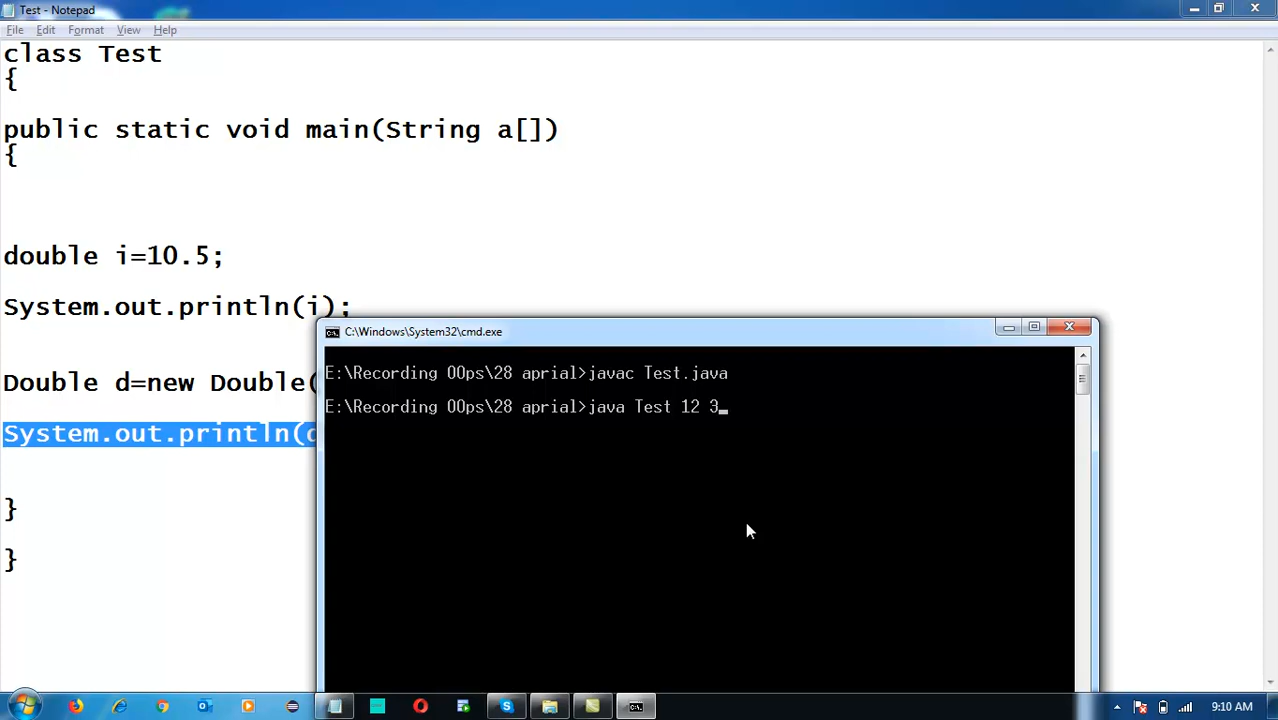 Test - Notepad
File Edit Format View Help
class Test
{
public static void main(String a[])
{
double i=10.5;
System.out.println(i);
Double d=new Double(
System.out.println(
}
}
C:\Windows\System32\cmd.exe
E:\Recording OOps\28 aprial>javac Test.java
E:\Recording OOps\28 aprial>java Test 12 3_
9:10 AM